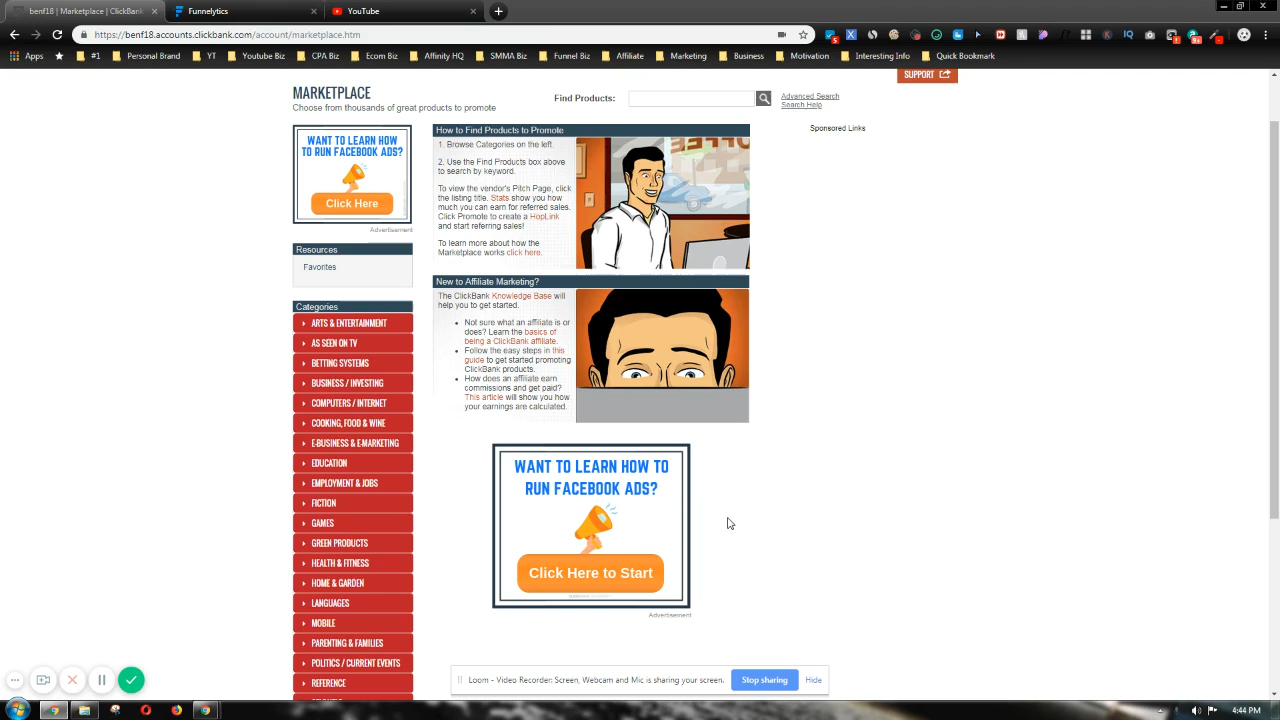 benf18 | Accounts
Funnelytics
YouTube
https://benf18.accounts.clickbank.com/account/marketplace.htm
Apps
#1
Personal Brand
YT
Youtube Biz
CPA Biz
Ecom Biz
Affinity HQ
SMMA Biz
Funnel Biz
Affiliate
Marketing
Business
Motivation
Interesting Info
Quick Bookmark
SUPPORT
MARKETPLACE
Choose from thousands of great products to promote
Find Products:
Advanced Search
Search Help
Sponsored Links
WANT TO LEARN HOW
TO RUN FACEBOOK ADS?
Click Here
Advertisement
Resources
Favorites
Categories
ARTS & ENTERTAINMENT
AS SEEN ON TV
BETTING SYSTEMS
BUSINESS / INVESTING
COMPUTERS / INTERNET
COOKING, FOOD & WINE
E-BUSINESS & E-MARKETING
EDUCATION
EMPLOYMENT & JOBS
FICTION
GAMES
GREEN PRODUCTS
HEALTH & FITNESS
HOME & GARDEN
LANGUAGES
MOBILE
PARENTING & FAMILIES
POLITICS / CURRENT EVENTS
REFERENCE
How to Find Products to Promote
1. Browse Categories on the left.
2. Use the Find Products box above
to search by keyword.
To view the vendor's Pitch Page, click
the listing title. Stats show you how
much you can earn for referred sales.
Click Promote to create a HopLink
and start referring sales!
To learn more about how the
Marketplace works click here.
New to Affiliate Marketing?
The ClickBank Knowledge Base will
help you to get started.
Not sure what an affiliate is or
does? Learn the basics of
being a ClickBank affiliate.
Follow the easy steps in this
guide to get started promoting
ClickBank products.
How does an affiliate earn
commissions and get paid?
This article will show you how
your earnings are calculated.
WANT TO LEARN HOW TO
RUN FACEBOOK ADS?
Click Here to Start
Advertisement
Loom – Video Recorder: Screen, Webcam and Mic is sharing your screen.
Stop sharing
Hide
4:44 PM